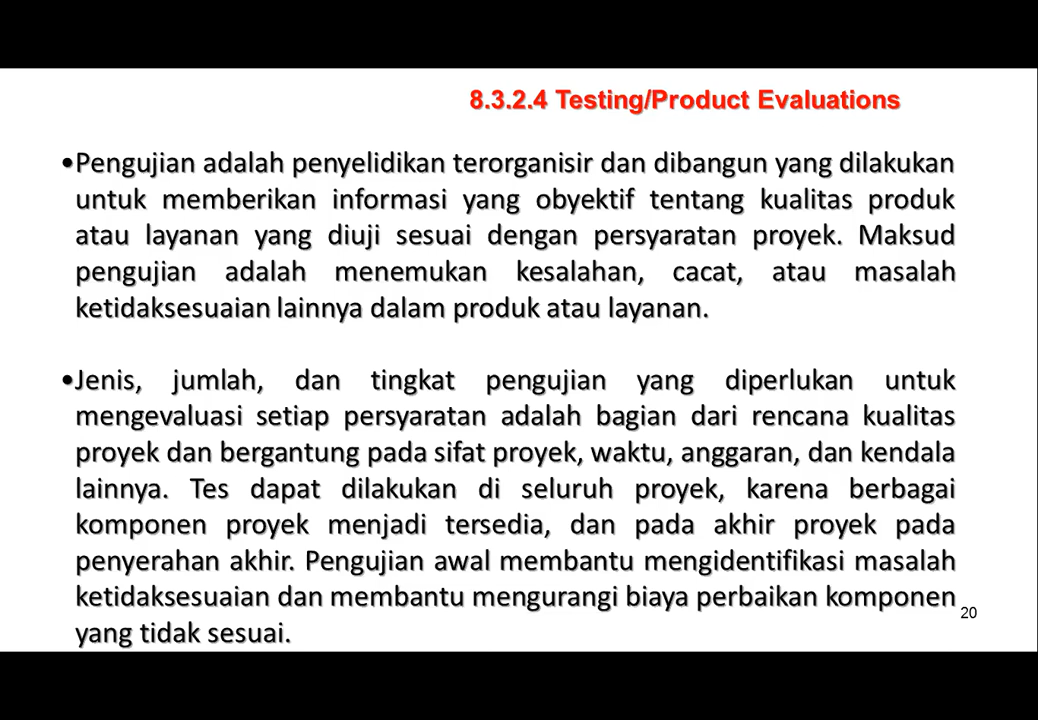 8.3.2.4 Testing/Product Evaluations
•Pengujian adalah penyelidikan terorganisir dan dibangun yang dilakukan
untuk memberikan informasi yang obyektif tentang kualitas produk
atau layanan yang diuji sesuai dengan persyaratan proyek. Maksud
pengujian adalah menemukan kesalahan, cacat, atau masalah
ketidaksesuaian lainnya dalam produk atau layanan.
•Jenis, jumlah, dan tingkat pengujian yang diperlukan untuk
mengevaluasi setiap persyaratan adalah bagian dari rencana kualitas
proyek dan bergantung pada sifat proyek, waktu, anggaran, dan kendala
lainnya. Tes dapat dilakukan di seluruh proyek, karena berbagai
komponen proyek menjadi tersedia, dan pada akhir proyek pada
penyerahan akhir. Pengujian awal membantu mengidentifikasi masalah
ketidaksesuaian dan membantu mengurangi biaya perbaikan komponen
yang tidak sesuai.
20